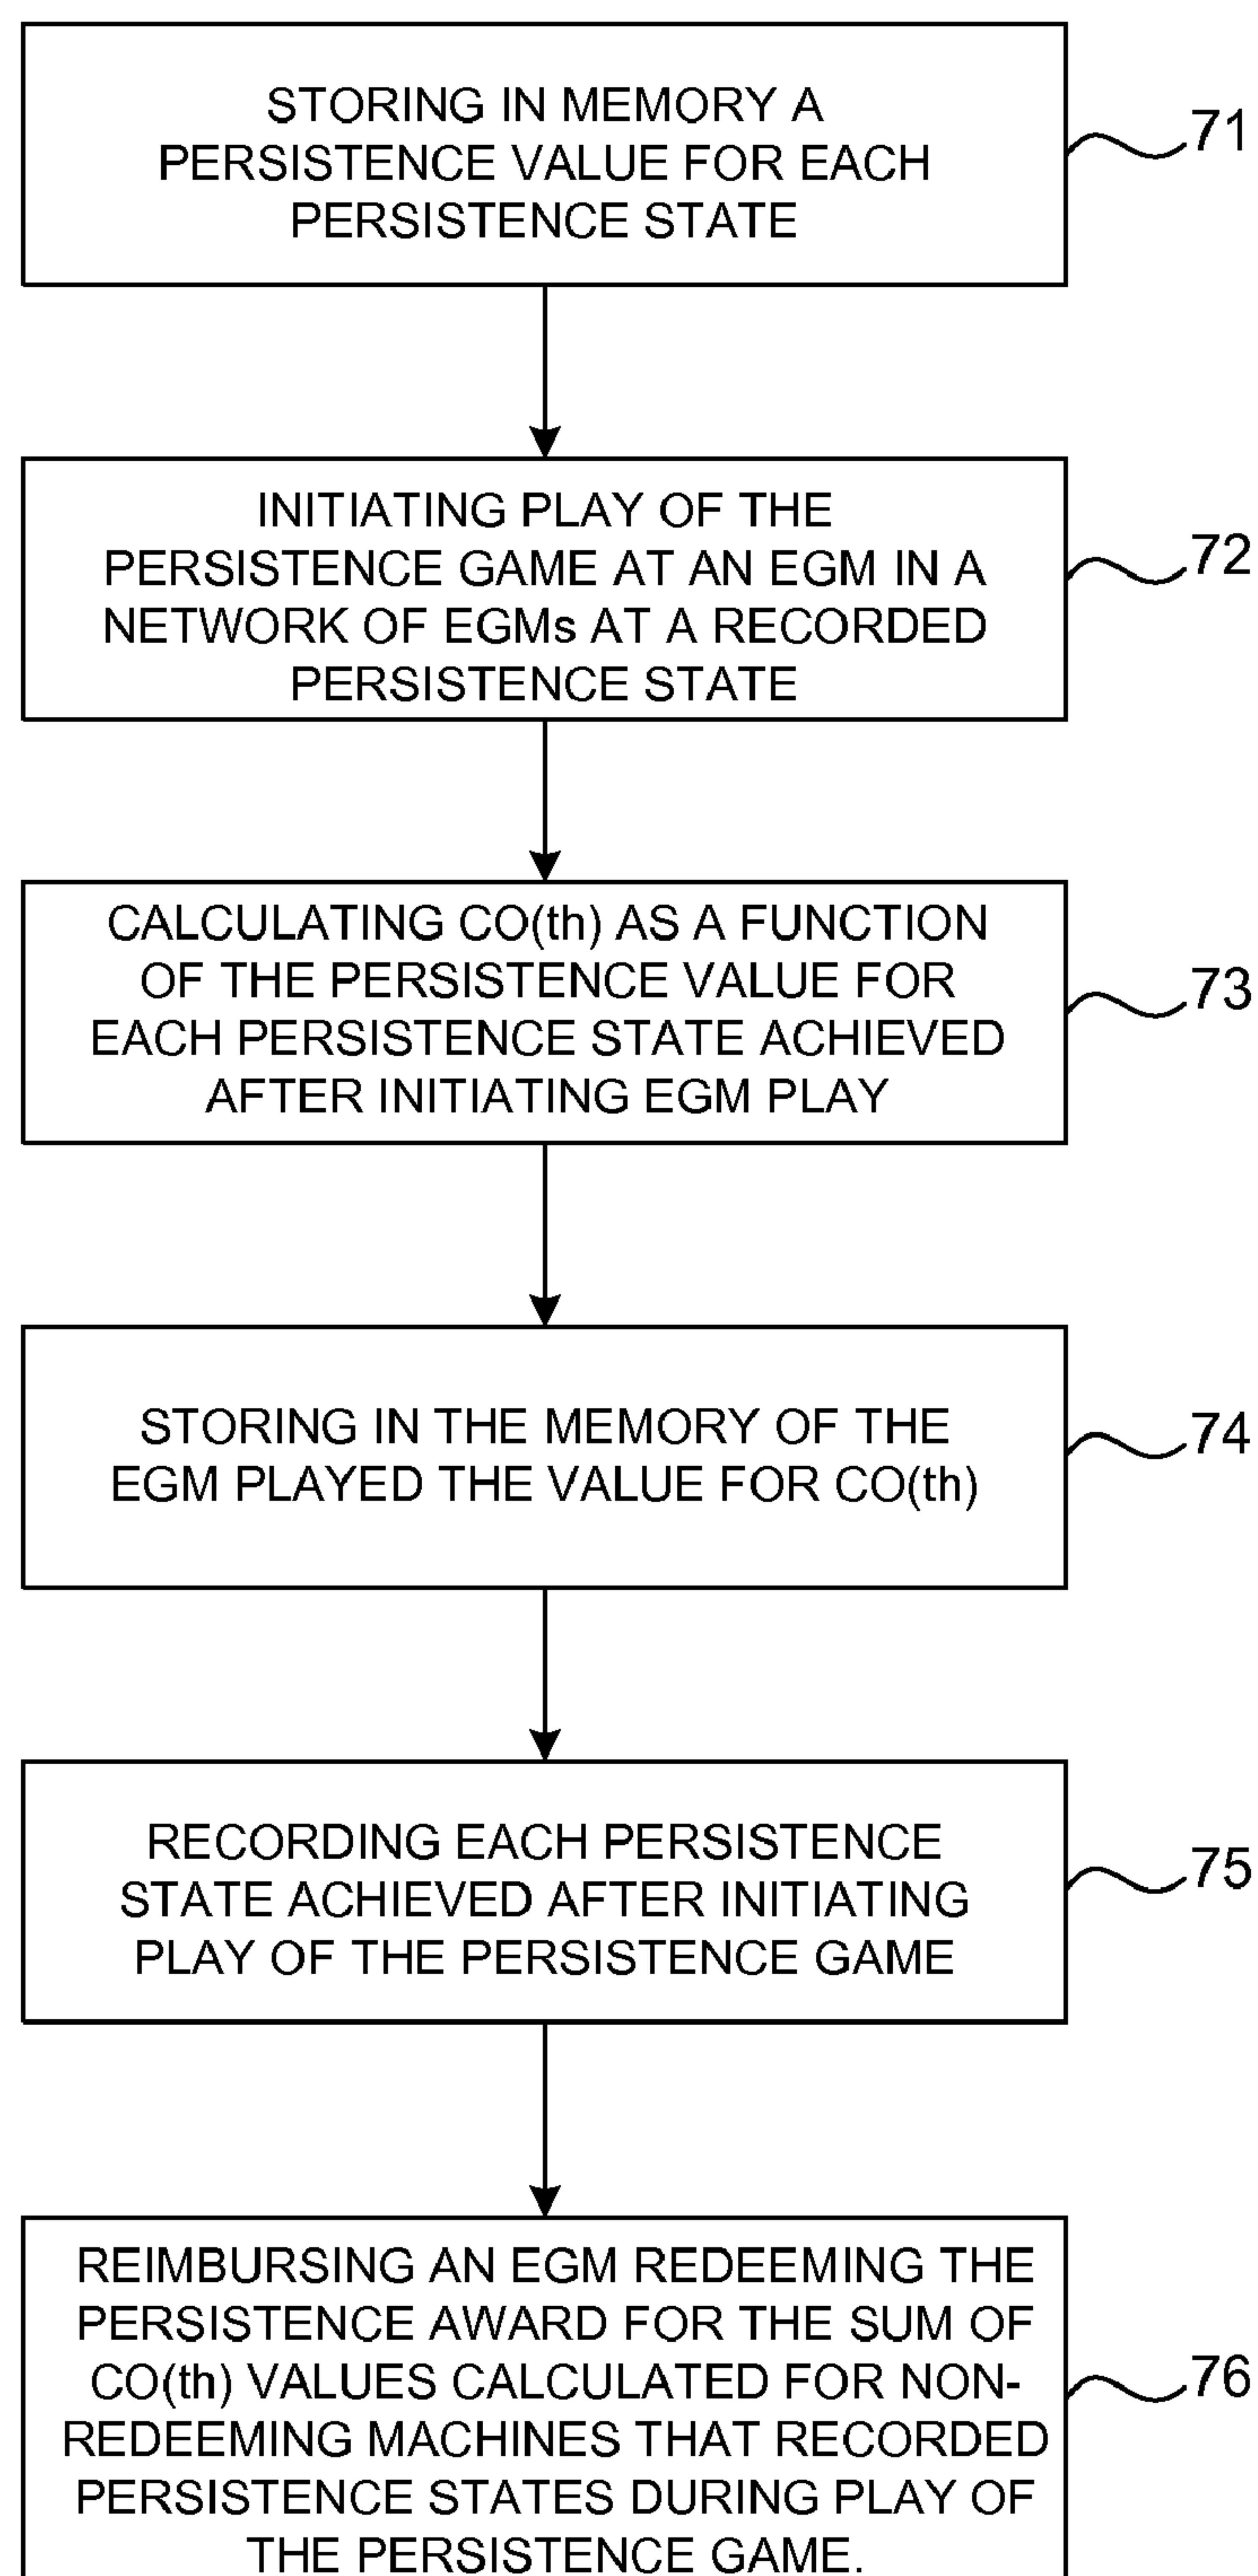 STORING IN MEMORY A
PERSISTENCE VALUE FOR EACH
PERSISTENCE STATE
71
INITIATING PLAY OF THE
PERSISTENCE GAME AT AN EGM IN A
NETWORK OF EGMs AT A RECORDED
PERSISTENCE STATE
72
CALCULATING CO(th) AS A FUNCTION
OF THE PERSISTENCE VALUE FOR
EACH PERSISTENCE STATE ACHIEVED
AFTER INITIATING EGM PLAY
73
STORING IN THE MEMORY OF THE
EGM PLAYED THE VALUE FOR CO(th)
74
RECORDING EACH PERSISTENCE
STATE ACHIEVED AFTER INITIATING
PLAY OF THE PERSISTENCE GAME
75
REIMBURSING AN EGM REDEEMING THE
PERSISTENCE AWARD FOR THE SUM OF
CO(th) VALUES CALCULATED FOR NON-
REDEEMING MACHINES THAT RECORDED
PERSISTENCE STATES DURING PLAY OF
THE PERSISTENCE GAME.
76